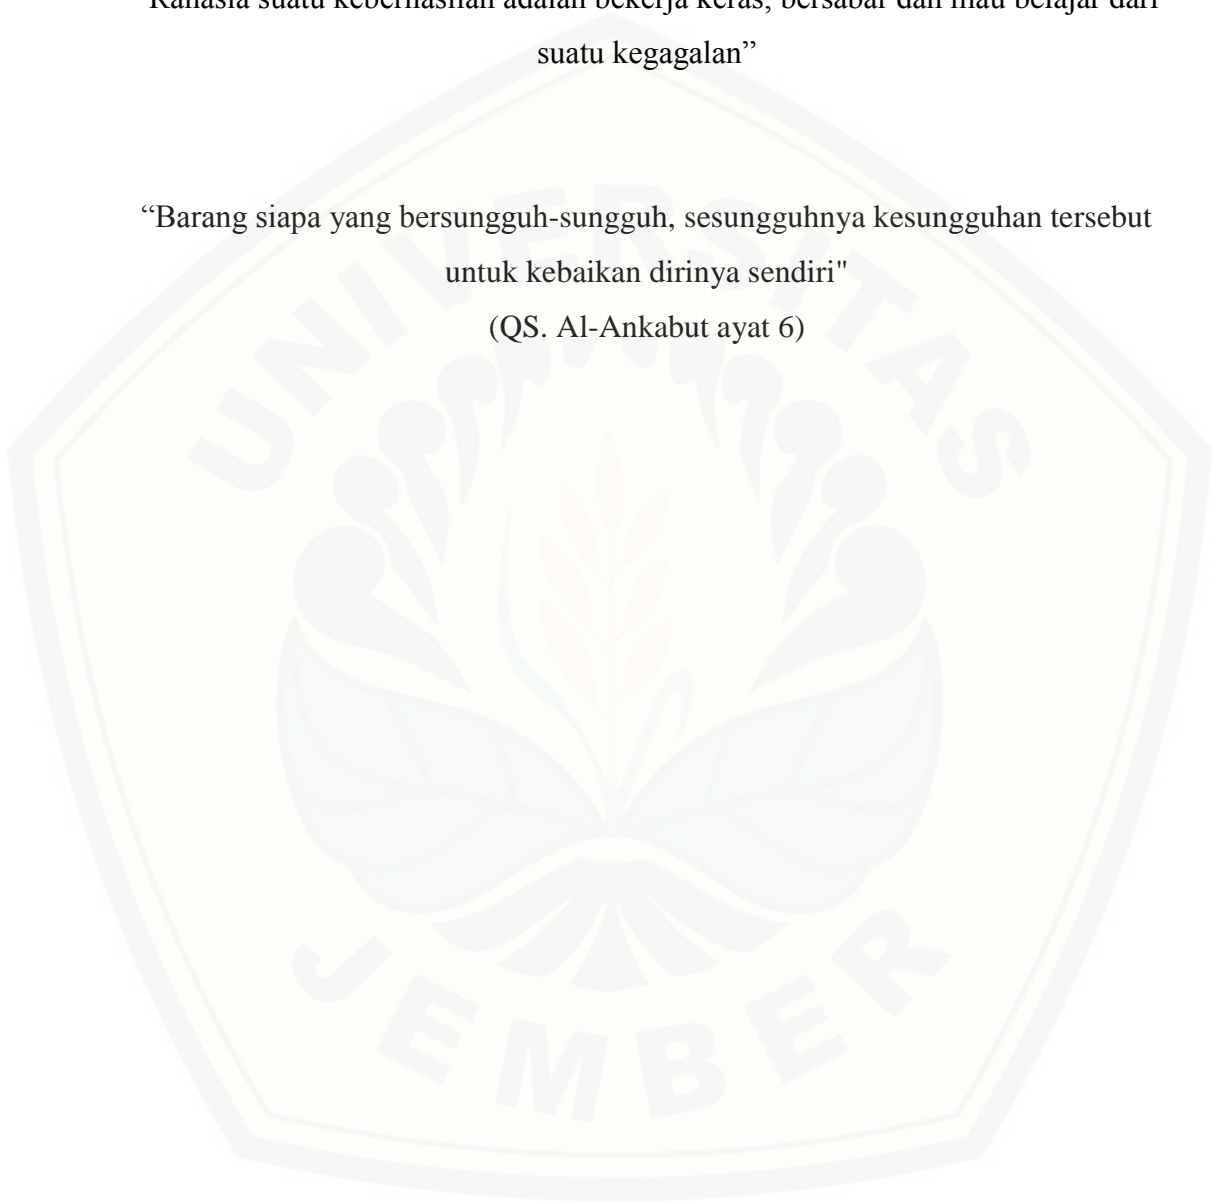 Rahasia suatu keberhasilan adalah bekerja keras, bersabar dan mau belajar dari
suatu kegagalan”
“Barang siapa yang bersungguh-sungguh, sesungguhnya kesungguhan tersebut
untuk kebaikan dirinya sendiri"
(QS. Al-Ankabut ayat 6)
UNIVERSITAS
JEMBER